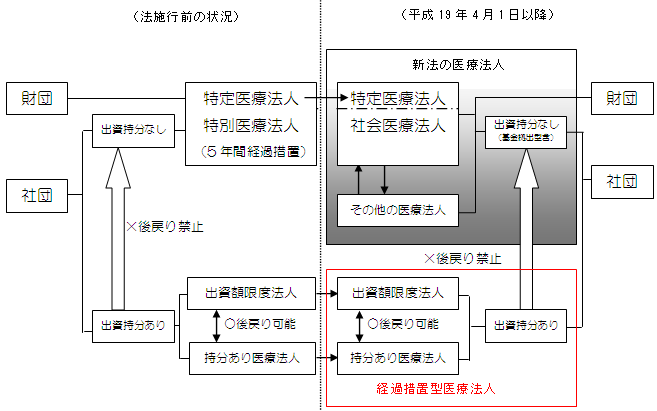 （法施行前の状況）
（平成19年4月1日以降）
新法の医療法人
財団
特定医療法人
特別医療法人
（５年間経過措置）
特定医療法人
社会医療法人
財団
出資持分なし
出資持分なし
（基金拠出型含）
社団
その他の医療法人
社団
×後戻り禁止
×後戻り禁止
出資額限度法人
出資額限度法人
出資持分あり
〇後戻り可能
〇後戻り可能
出資持分あり
持分あり医療法人
持分あり医療法人
経過措置型医療法人